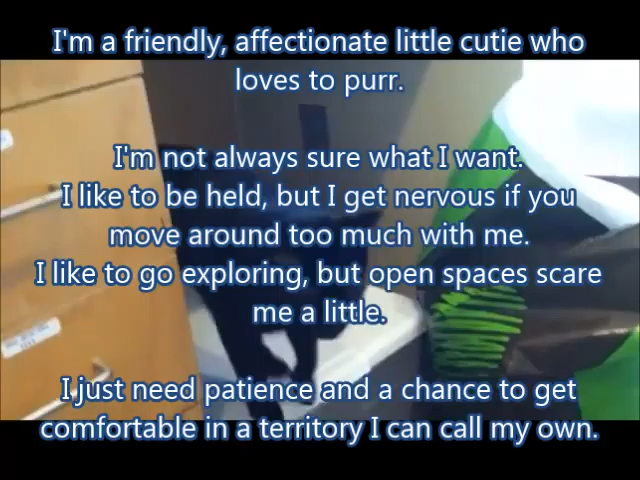 I'm a friendly, affectionate little cutie who
loves to purr.
I'm not always sure what I want.
I like to be held, but I get nervous if you
move around too much with me.
I like to go exploring, but open spaces scare
me a little.
I just need patience and a chance to get
comfortable in a territory I can call my own.